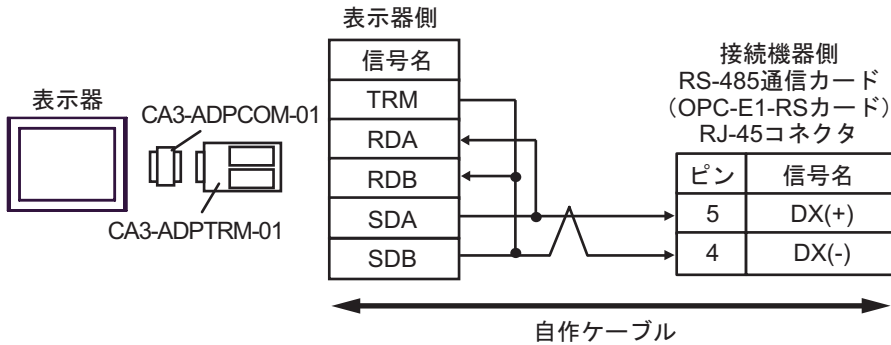 表示器
CA3-ADPCOM-01
CA3-ADPTRM-01
表示器側
信号名
TRM
RDA
RDB
SDA
SDB
接続機器側
RS-485通信カード
（OPC-E1-RSカード）
RJ-45コネクタ
ピン 信号名
5 DX(+)
4 DX(-)
自作ケーブル